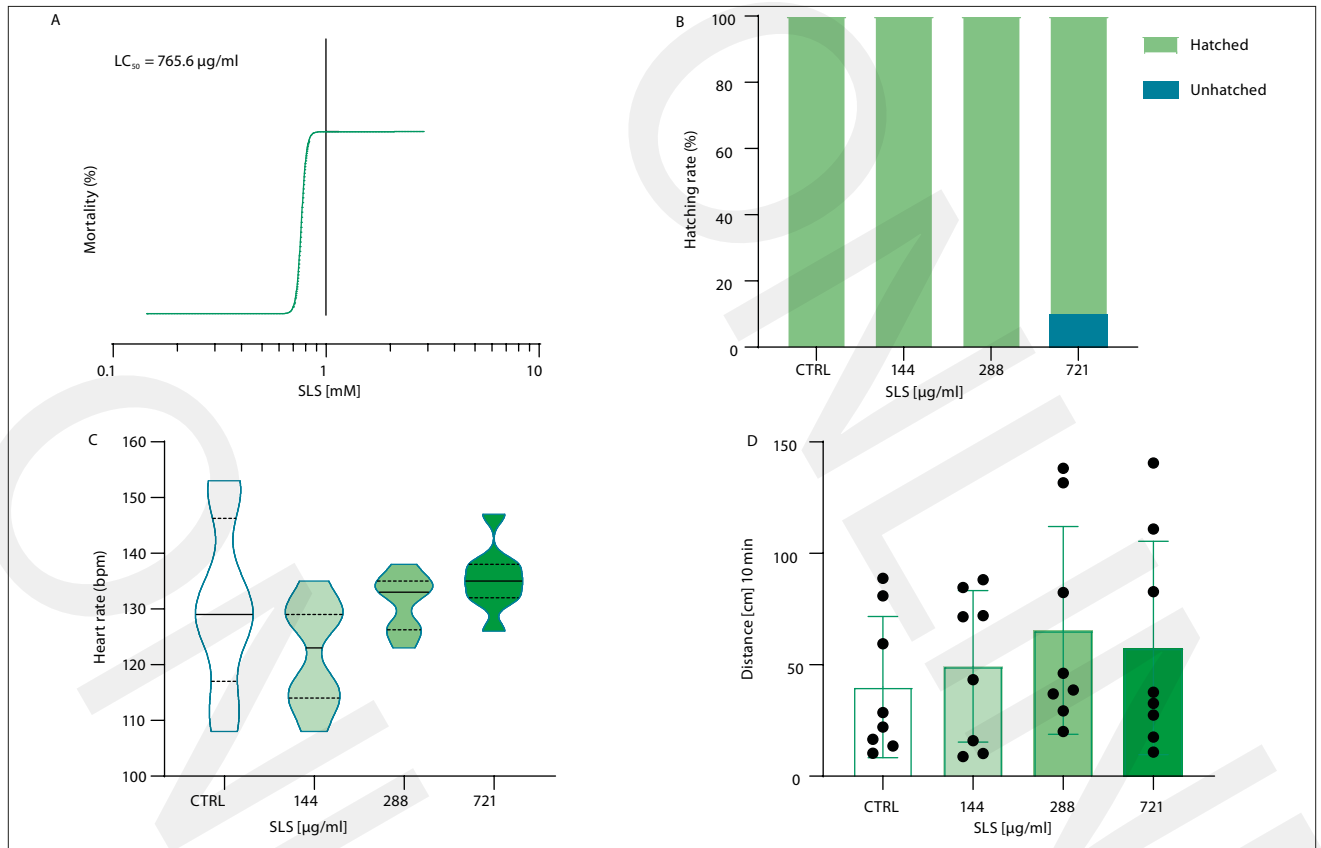 A
LC₅₀ = 765.6 µg/ml
Mortality (%)
0.1
1
10
SLS [mM]
B
100
80
60
40
20
0
Hatching rate (%)
CTRL
144
288
721
SLS [µg/ml]
Hatched
Unhatched
C
160
150
140
130
120
110
100
Heart rate (bpm)
CTRL
144
288
721
SLS [µg/ml]
D
150
100
50
0
Distance [cm] 10 min
CTRL
144
288
721
SLS [µg/ml]